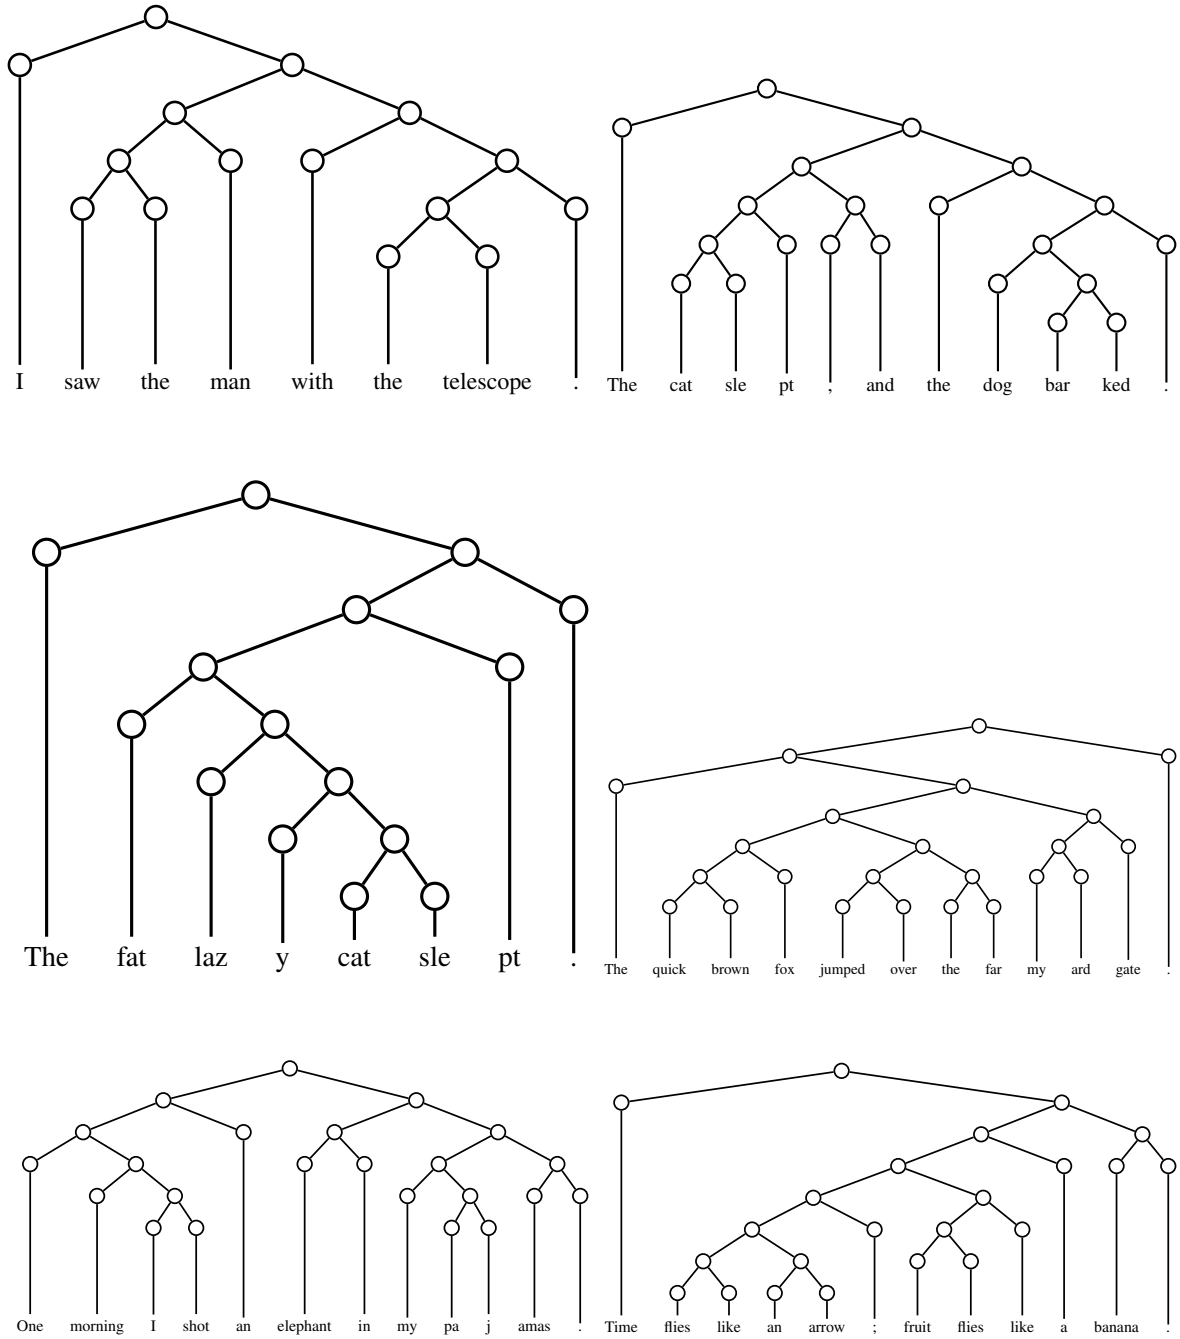 I saw the man with the telescope .
The cat sle pt , and the dog bar ked .
The fat laz y cat sle pt .
The quick brown fox jumped over the far my ard gate .
One morning I shot an elephant in my pa j amas .
Time flies like an arrow ; fruit flies like a banana .